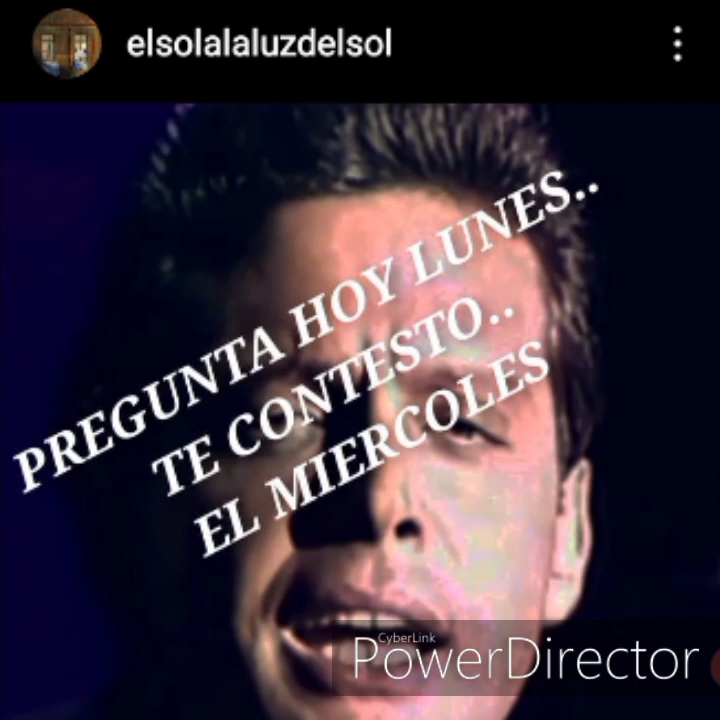 elsolalaluzdelsol
PREGUNTA HOY LUNES..
TE CONTESTO..
EL MIERCOLES
CyberLink
PowerDirector